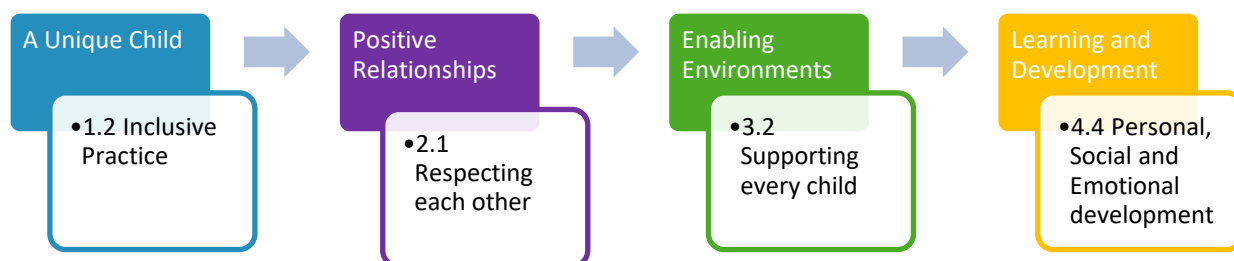 A Unique Child
•1.2 Inclusive
Practice
Positive
Relationships
•2.1
Respecting
each other
Enabling
Environments
•3.2
Supporting
every child
Learning and
Development
•4.4 Personal,
Social and
Emotional
development